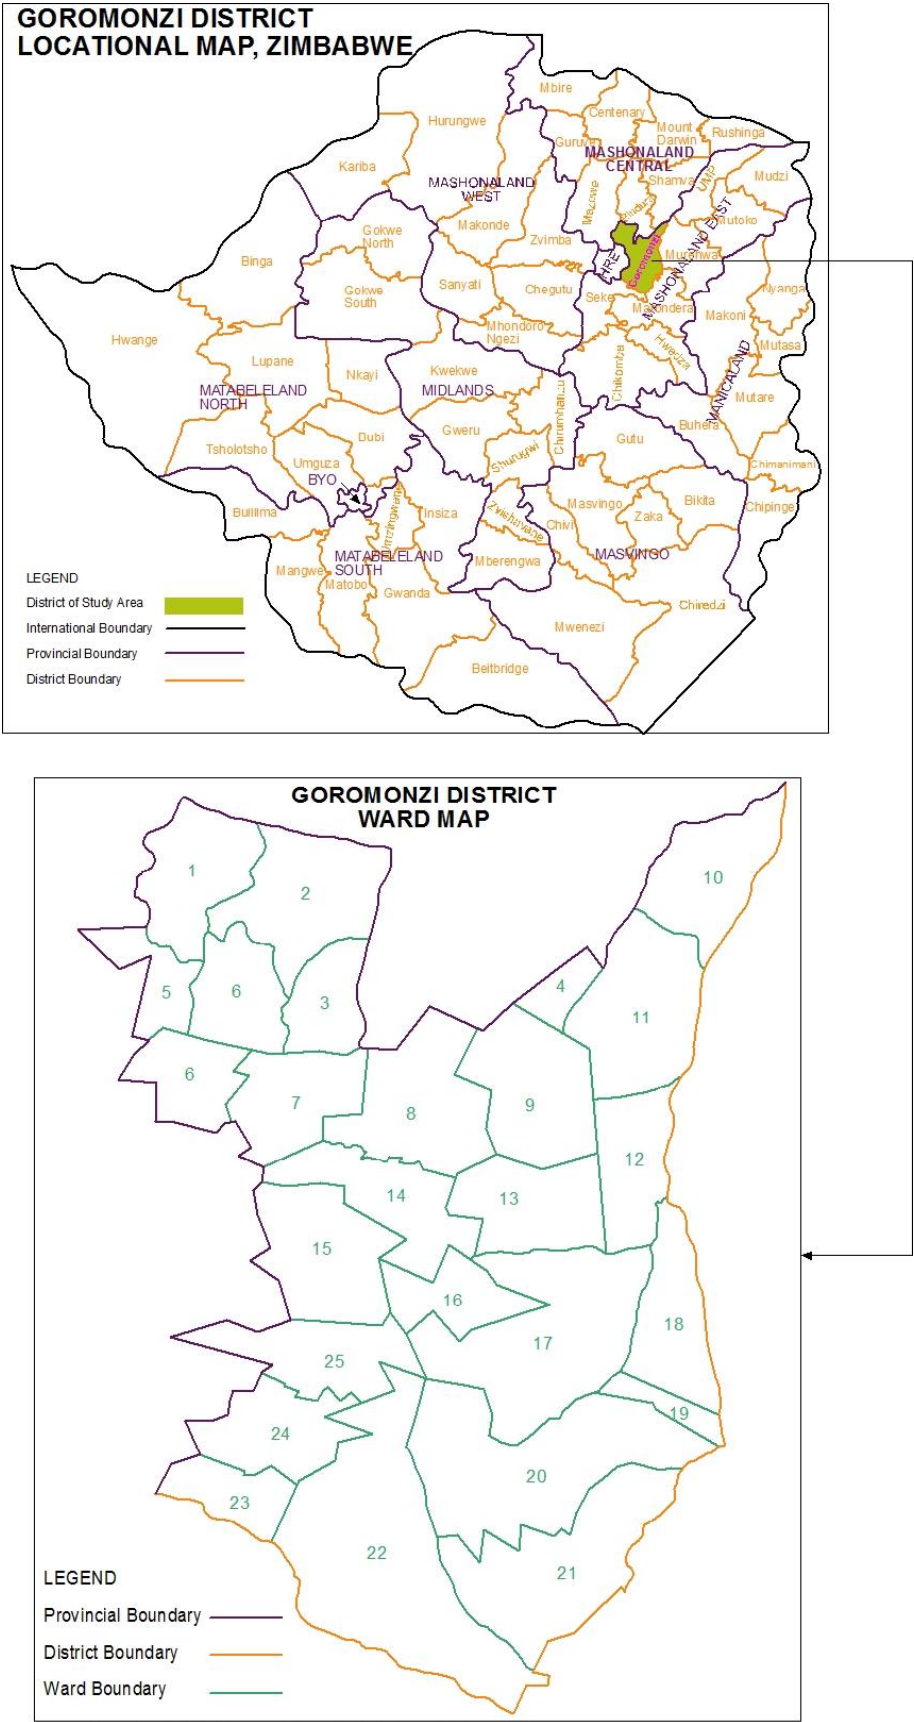 GOROMONZI DISTRICT
LOCATIONAL MAP, ZIMBABWE
Mbire
Centenary
Hurungwe
Mount
Darwin
Rushinga
Guruve
MASHONALAND
CENTRAL
Kariba
Shamva
UMP
Mudzi
MASHONALAND
WEST
Mazowe
Bindura
Mutoko
Makonde
Gokwe
North
Zvimba
MASHONALAND EAST
Murehwa
Goromonzi
HRE
Binga
Sanyati
Chegutu
Gokwe
South
Seke
Marondera
Nyanga
Makoni
Mhondoro
Ngezi
Hwange
Mutasa
Hwedza
Lupane
Nkayi
Kwekwe
Chikomba
MANICALAND
MATABELELAND
NORTH
MIDLANDS
Mutare
Chirumhanzu
Buhera
Gweru
Gutu
Dubi
Tsholotsho
Shurugwi
Umguza
Chimanimani
BYO
Masvingo
Bikita
Chipinge
Bulilima
Insiza
Zvishavane
Chivi
Zaka
Umzingwane
MATABELELAND
SOUTH
Mberengwa
MASVINGO
Mangwe
Matobo
Gwanda
Chiredzi
Mwenezi
Beitbridge
LEGEND
District of Study Area
International Boundary
Provincial Boundary
District Boundary
GOROMONZI DISTRICT
WARD MAP
1
2
10
5
6
3
4
11
6
7
8
9
12
14
13
15
16
17
18
25
19
24
20
23
22
21
LEGEND
Provincial Boundary
District Boundary
Ward Boundary